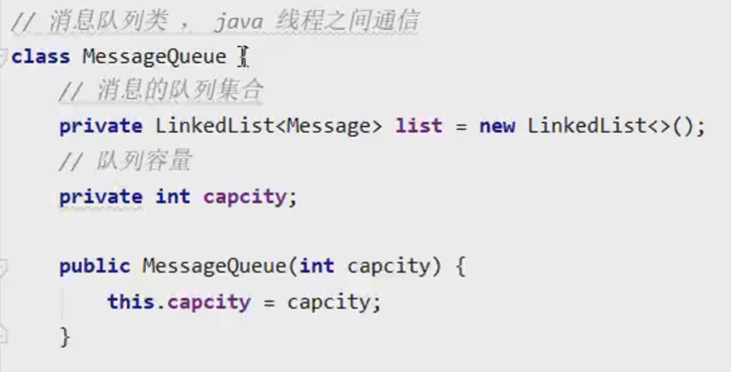 // 消息队列类 ， java 线程之间通信
class MessageQueue {
// 消息的队列集合
private LinkedList<Message> list = new LinkedList<>();
// 队列容量
private int capcity;
public MessageQueue(int capcity) {
this.capcity = capcity;
}